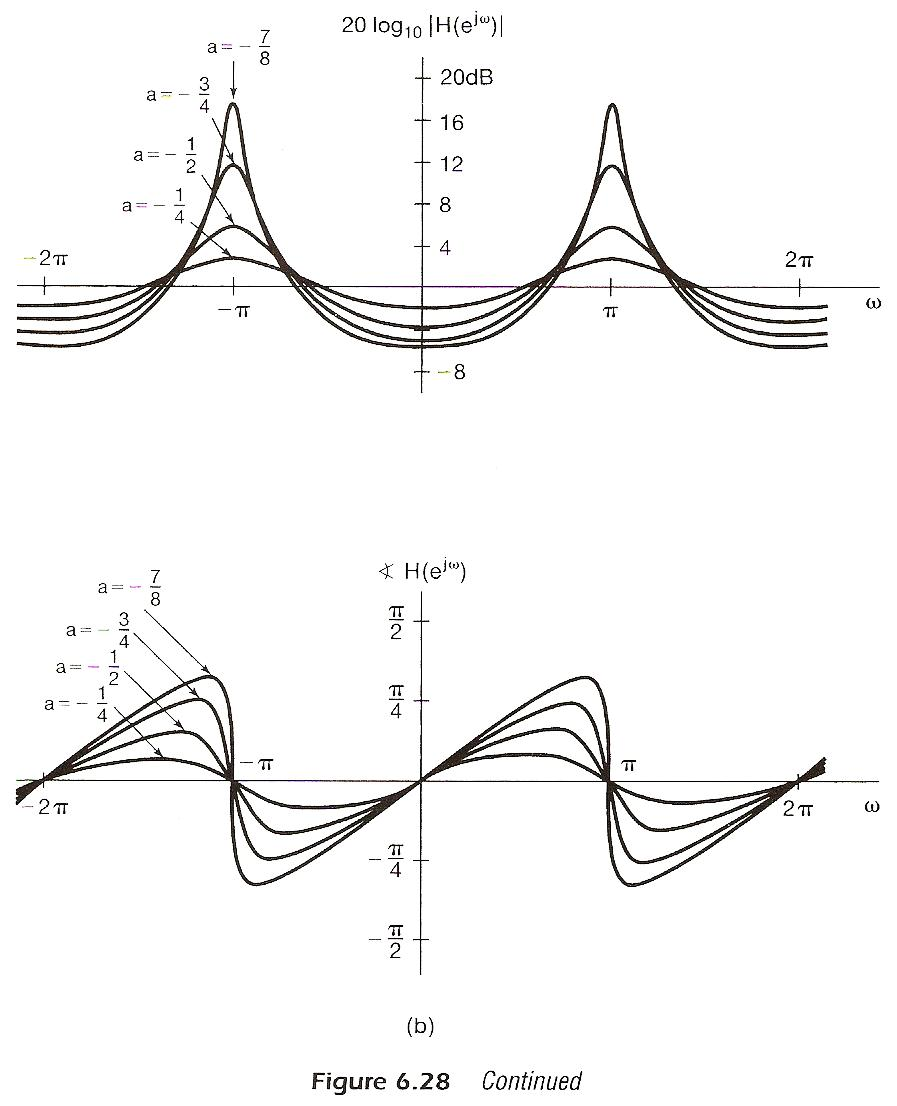 20 log₁₀ |H(e^jω)|
a = − 7/8
a = − 3/4
a = − 1/2
a = − 1/4
20dB
16
12
8
4
−8
−2π
−π
π
2π
ω
∢ H(e^jω)
a = − 7/8
a = − 3/4
a = − 1/2
a = − 1/4
π/2
π/4
−π/4
−π/2
−2π
−π
π
2π
ω
(b)
Figure 6.28 Continued